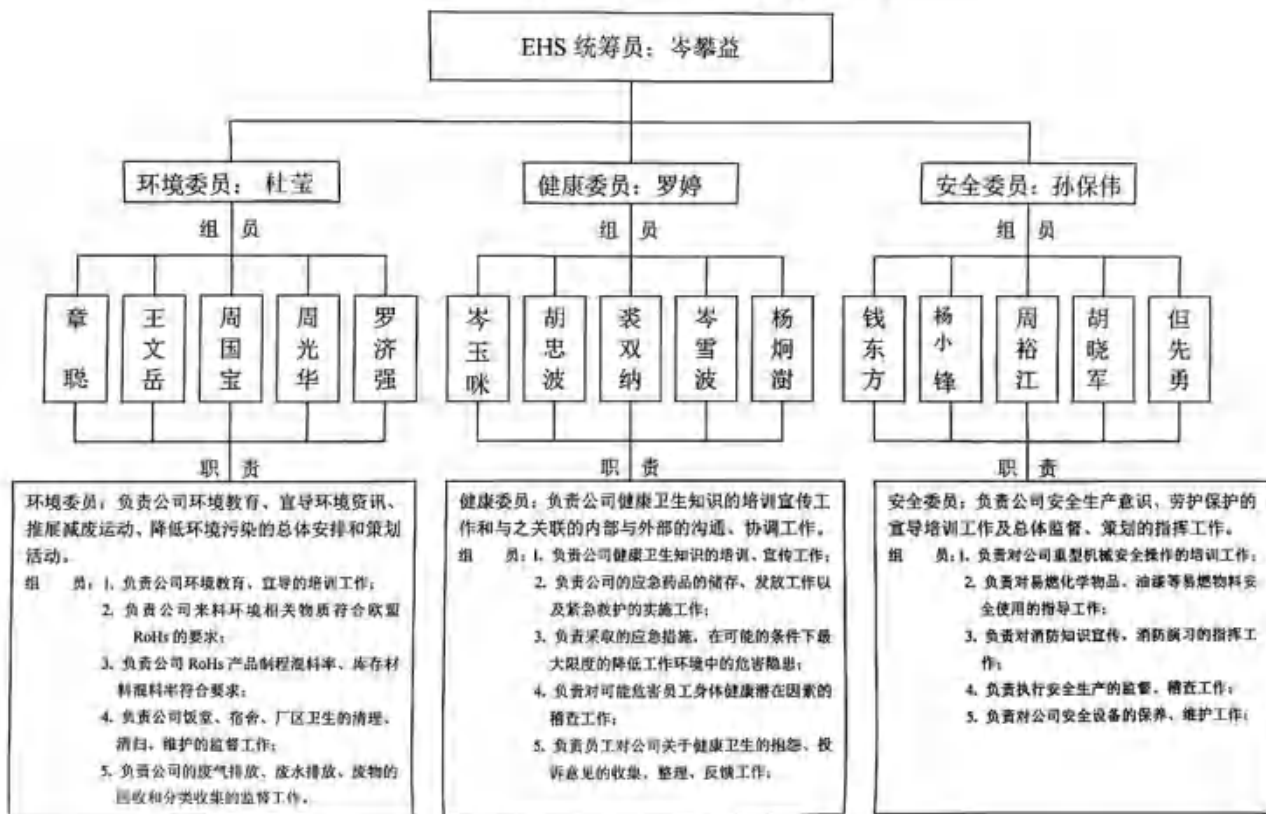 EHS 统筹员：岑攀益
环境委员： 杜莹
健康委员：罗婷
安全委员：孙保伟
组 员
组 员
组 员
章聪
王文岳
周国宝
周光华
罗济强
岑玉咪
胡忠波
裘双纳
岑雪波
杨炯澍
钱东方
杨小锋
周裕江
胡晓军
但先勇
职 责
职 责
职 责
环境委员：负责公司环境教育、宣导环境资讯、
推展减废运动、降低环境污染的总体安排和策划
活动。
组 员：1. 负责公司环境教育、宣导的培训工作；
2. 负责公司来料环境相关物质符合欧盟
RoHs 的要求；
3. 负责公司 RoHs 产品制程混料率、库存材
料混料率符合要求；
4. 负责公司饭堂、宿舍、厂区卫生的清理、
清扫、维护的监督工作；
5. 负责公司的废气排放、废水排放、废物的
回收和分类收集的监督工作。
健康委员：负责公司健康卫生知识的培训宣传工
作和与之关联的内部与外部的沟通、协调工作。
组 员：1. 负责公司健康卫生知识的培训、宣传工作；
2. 负责公司的应急药品的储存、发放工作以
及紧急救护的实施工作；
3. 负责采取的应急措施，在可能的条件下最
大限度的降低工作环境中的危害隐患；
4. 负责对可能危害员工身体健康潜在因素的
稽查工作；
5. 负责员工对公司关于健康卫生的抱怨、投
诉意见的收集、整理、反馈工作；
安全委员：负责公司安全生产意识，劳护保护的
宣导培训工作及总体监督、策划的指挥工作。
组 员：1. 负责对公司重型机械安全操作的培训工作；
2. 负责对易燃化学物品、油漆等易燃物料安
全使用的指导工作；
3. 负责对消防知识宣传，消防演习的指挥工
作；
4. 负责执行安全生产的监督、稽查工作；
5. 负责对公司安全设备的保养、维护工作；